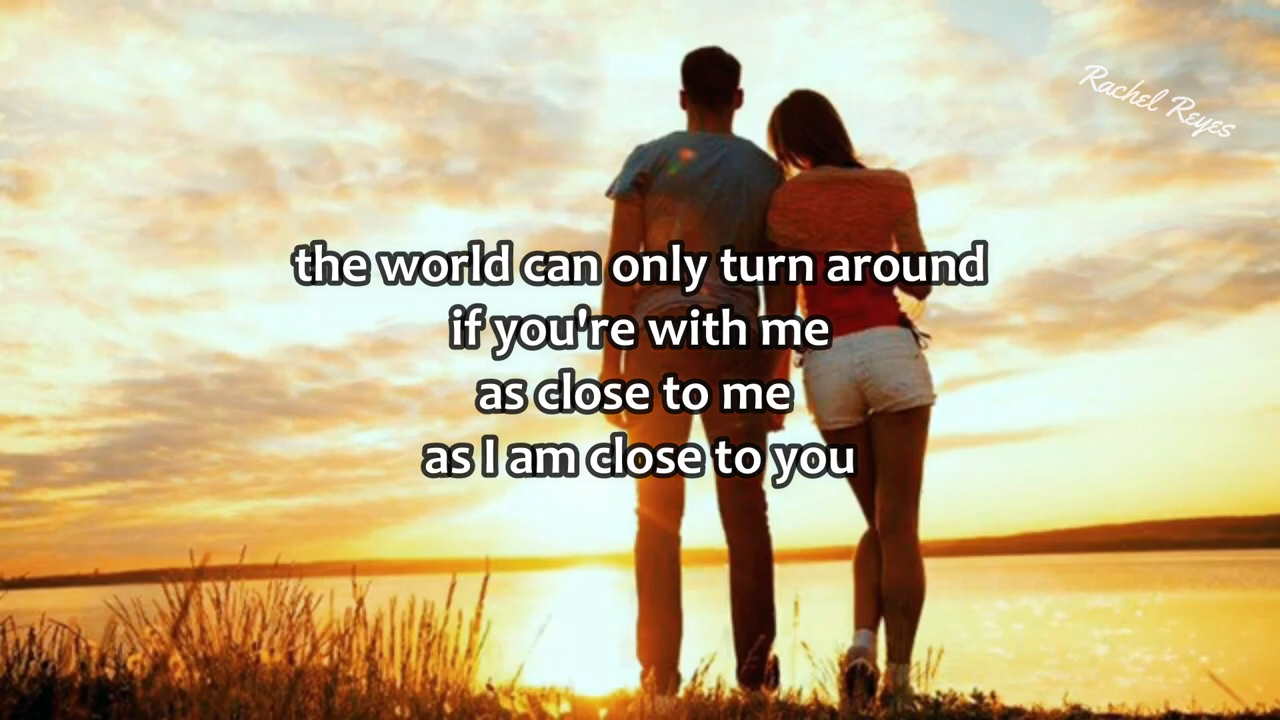 Rachel Reyes
the world can only turn around
if you're with me
as close to me
as I am close to you